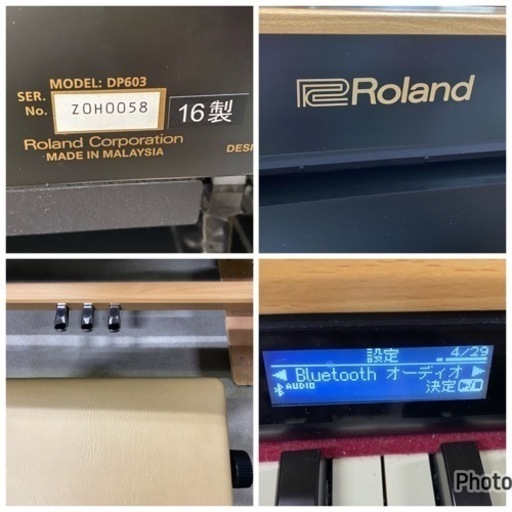 MODEL: DP603
SER. No. Z0H0058
16製
Roland Corporation
MADE IN MALAYSIA
DESI
Roland
設定 4/29
◀ Bluetooth オーディオ ▶
AUDIO 決定
Photo